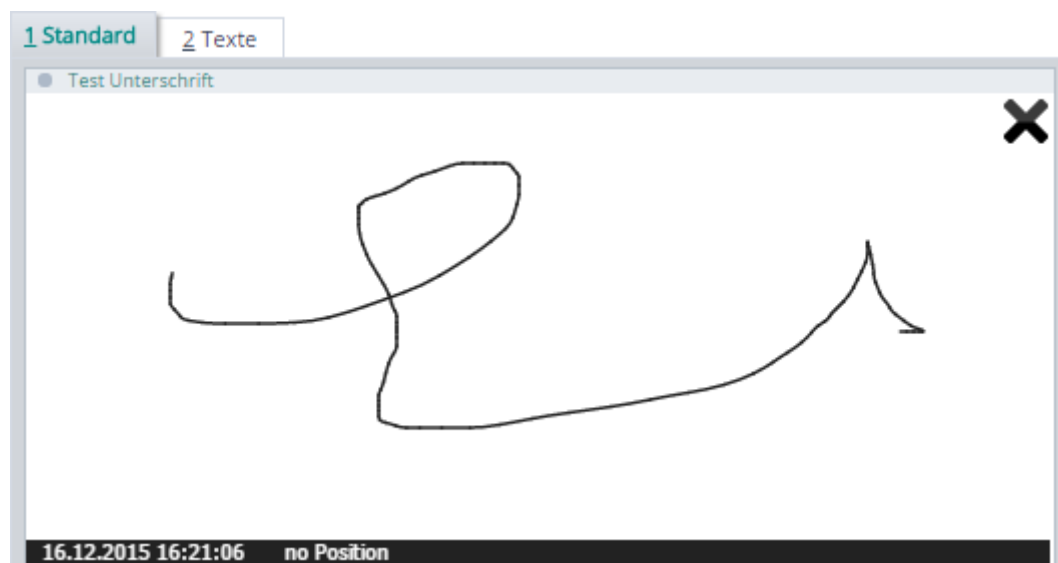 1 Standard 2 Texte
Test Unterschrift
16.12.2015 16:21:06 no Position